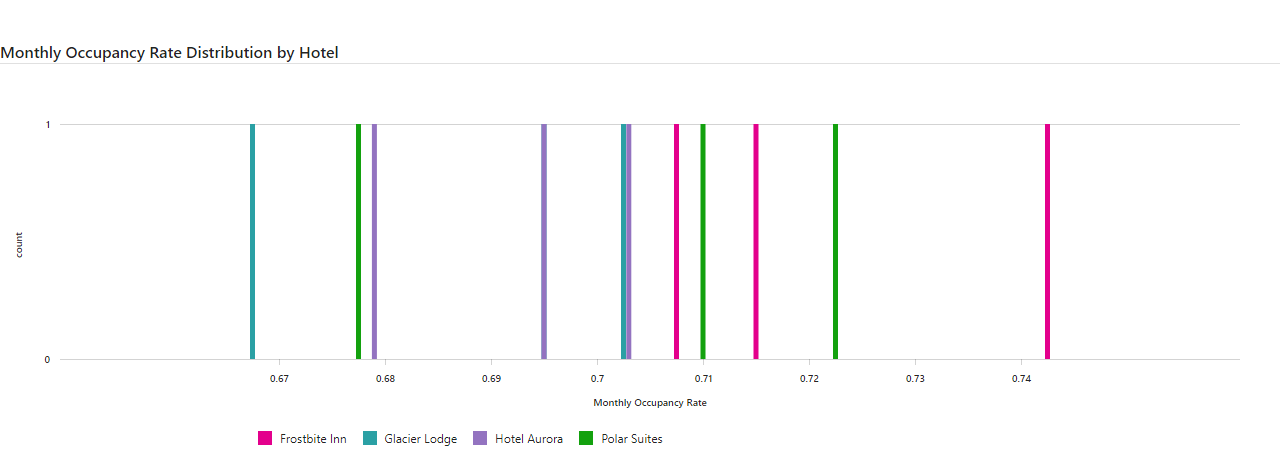 Monthly Occupancy Rate Distribution by Hotel
1
count
0
0.67 0.68 0.69 0.7 0.71 0.72 0.73 0.74
Monthly Occupancy Rate
Frostbite Inn Glacier Lodge Hotel Aurora Polar Suites